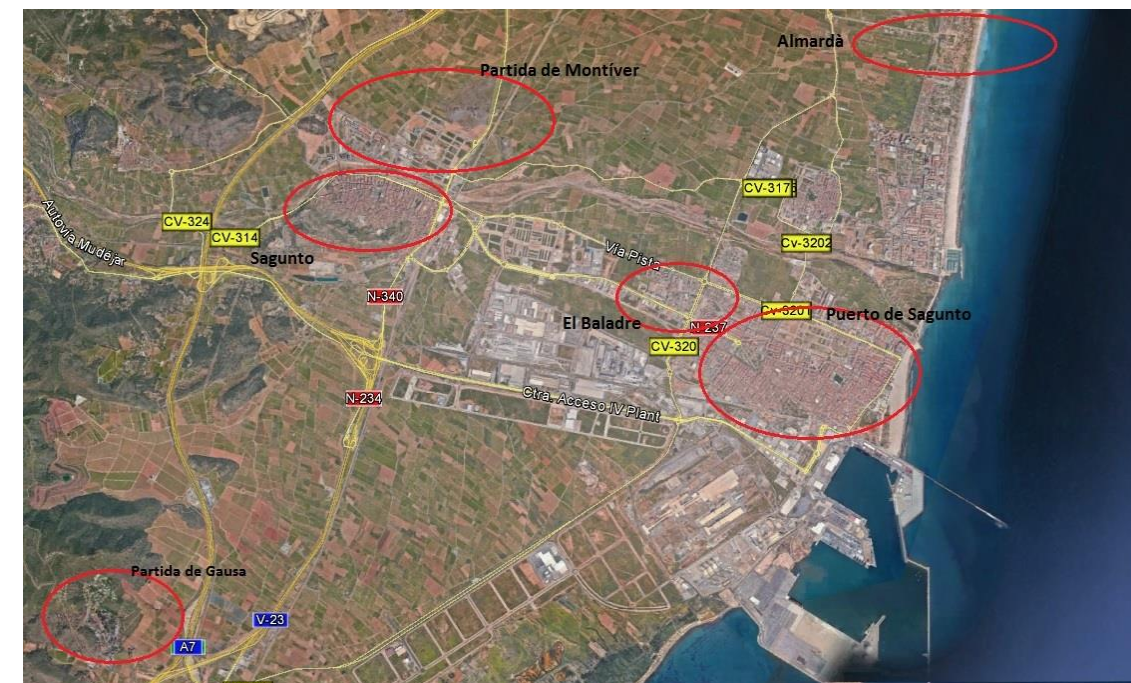 Almardà
Partida de Montíver
CV-317
CV-324
CV-314
Autovía Mudéjar
Cv-3202
Vía Pista
Sagunto
N-340
Cv-3201
Puerto de Sagunto
El Baladre
N-237
CV-320
Ctra. Acceso IV Plant
N-234
Partida de Gausa
V-23
A7